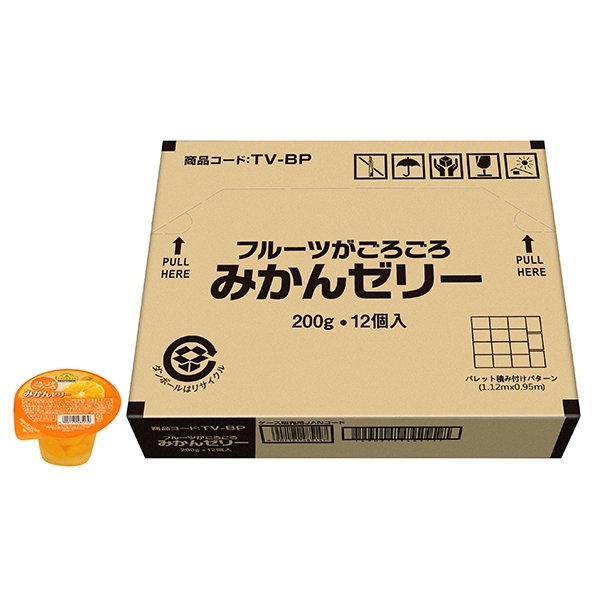 商品コード:TV-BP
フルーツがごろごろ
みかんゼリー
200g・12個入
PULL
HERE
PULL
HERE
ダンボールはリサイクル
パレット積み付けパターン
(1.12m×0.95m)
商品コード:TV-BP
フルーツがごろごろ
みかんゼリー
200g・12個入
ケース販売用JANコード
みかんゼリー